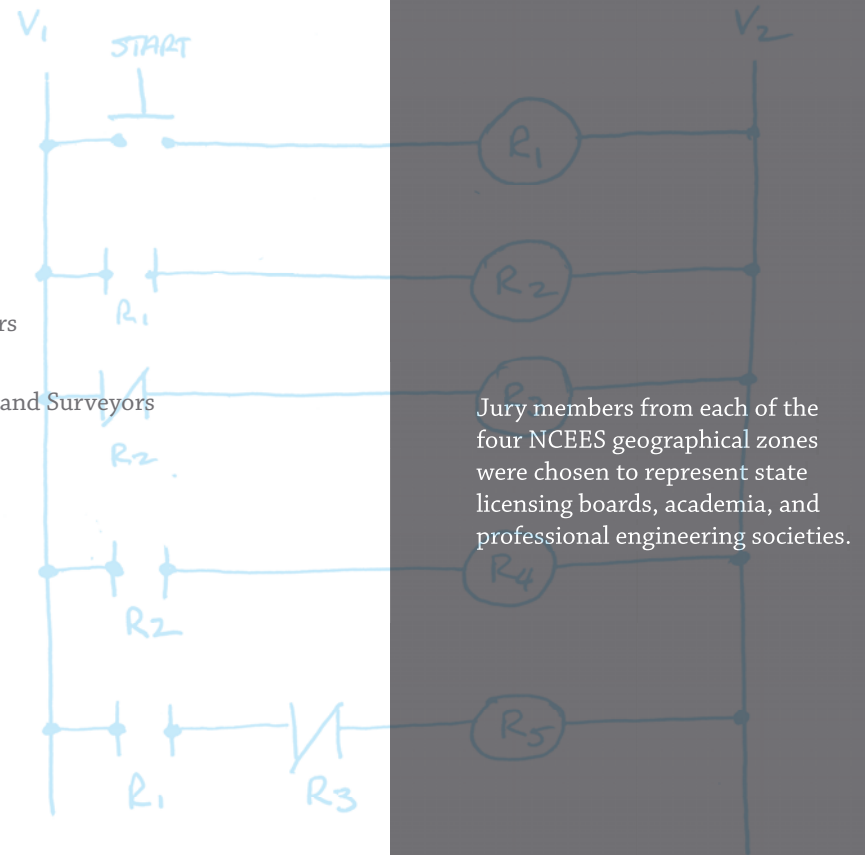 V₁
V₂
START
R₁
R₁
R₂
rs
R₃
and Surveyors
Jury members from each of the
four NCEES geographical zones
were chosen to represent state
licensing boards, academia, and
professional engineering societies.
R₂
R₄
R₂
R₅
R₁
R₃